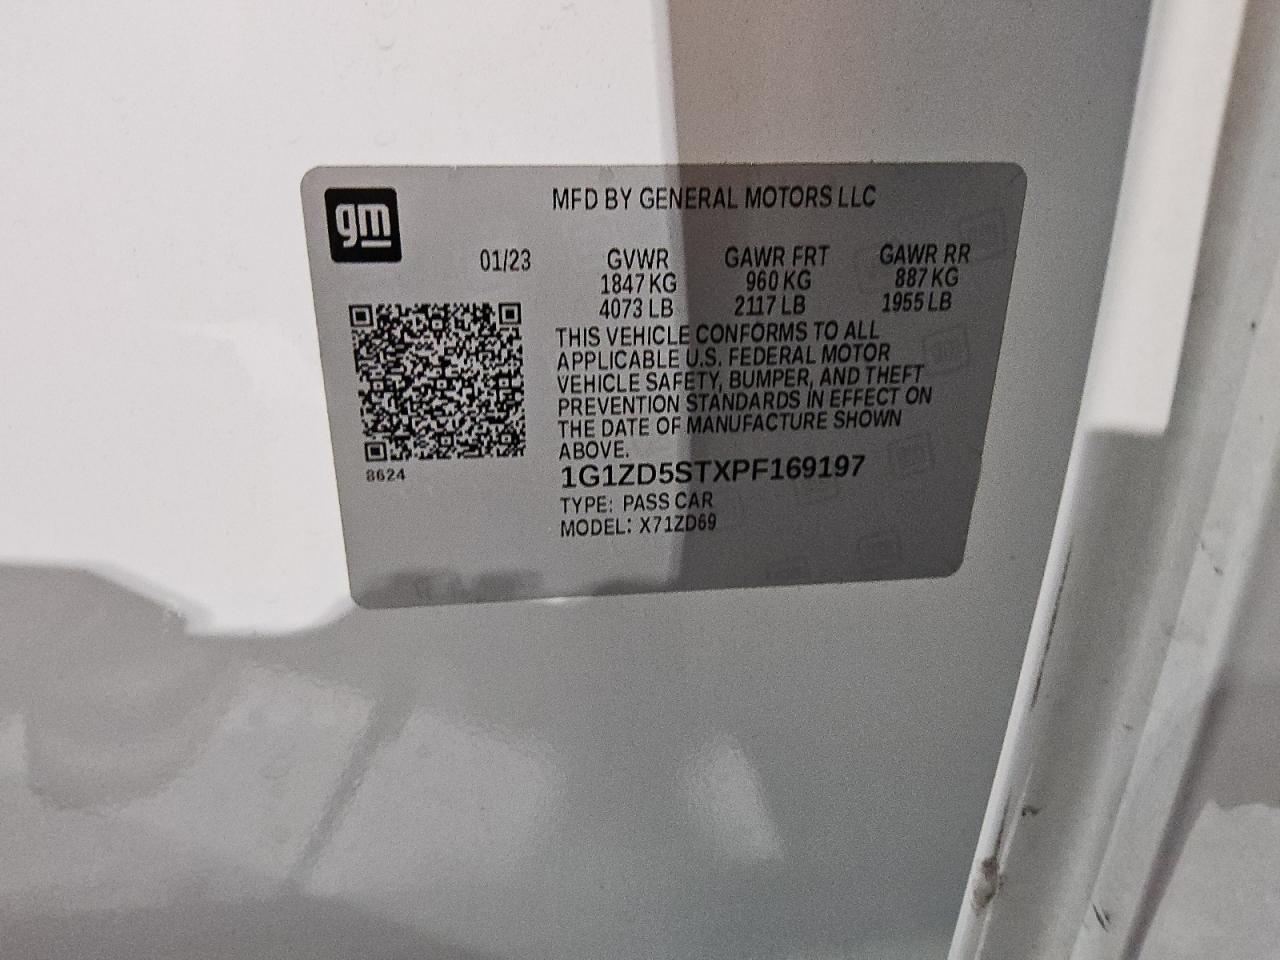 gm
MFD BY GENERAL MOTORS LLC
01/23 GVWR GAWR FRT GAWR RR
1847 KG 960 KG 887 KG
4073 LB 2117 LB 1955 LB
THIS VEHICLE CONFORMS TO ALL
APPLICABLE U.S. FEDERAL MOTOR
VEHICLE SAFETY, BUMPER, AND THEFT
PREVENTION STANDARDS IN EFFECT ON
THE DATE OF MANUFACTURE SHOWN
ABOVE.
8624
1G1ZD5STXPF169197
TYPE: PASS CAR
MODEL: X71ZD69